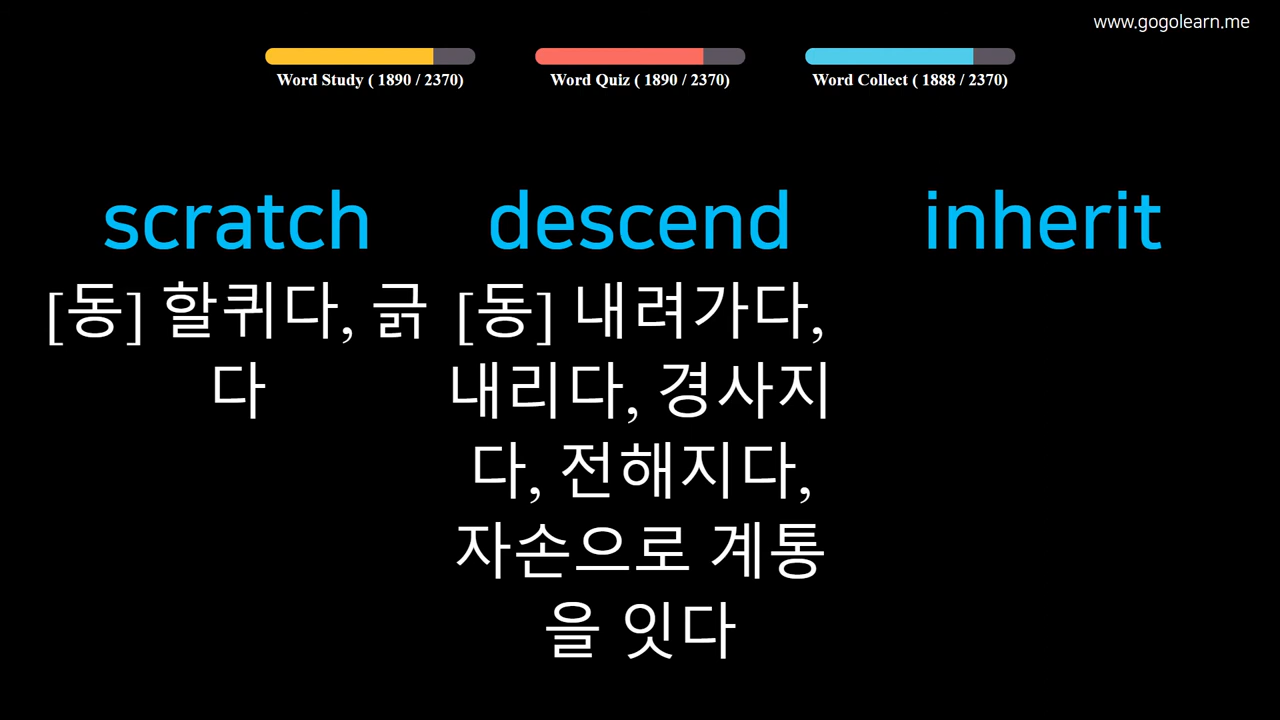 www.gogolearn.me
Word Study ( 1890 / 2370)
Word Quiz ( 1890 / 2370)
Word Collect ( 1888 / 2370)
scratch
[동] 할퀴다, 긁
다
descend
[동] 내려가다,
내리다, 경사지
다, 전해지다,
자손으로 계통
을 잇다
inherit